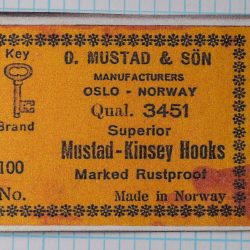 Key
Brand
100
No.
O. MUSTAD & SÖN
MANUFACTURERS
OSLO - NORWAY
Qual. 3451
Superior
Mustad-Kinsey Hooks
Marked Rustproof
Made in Norway